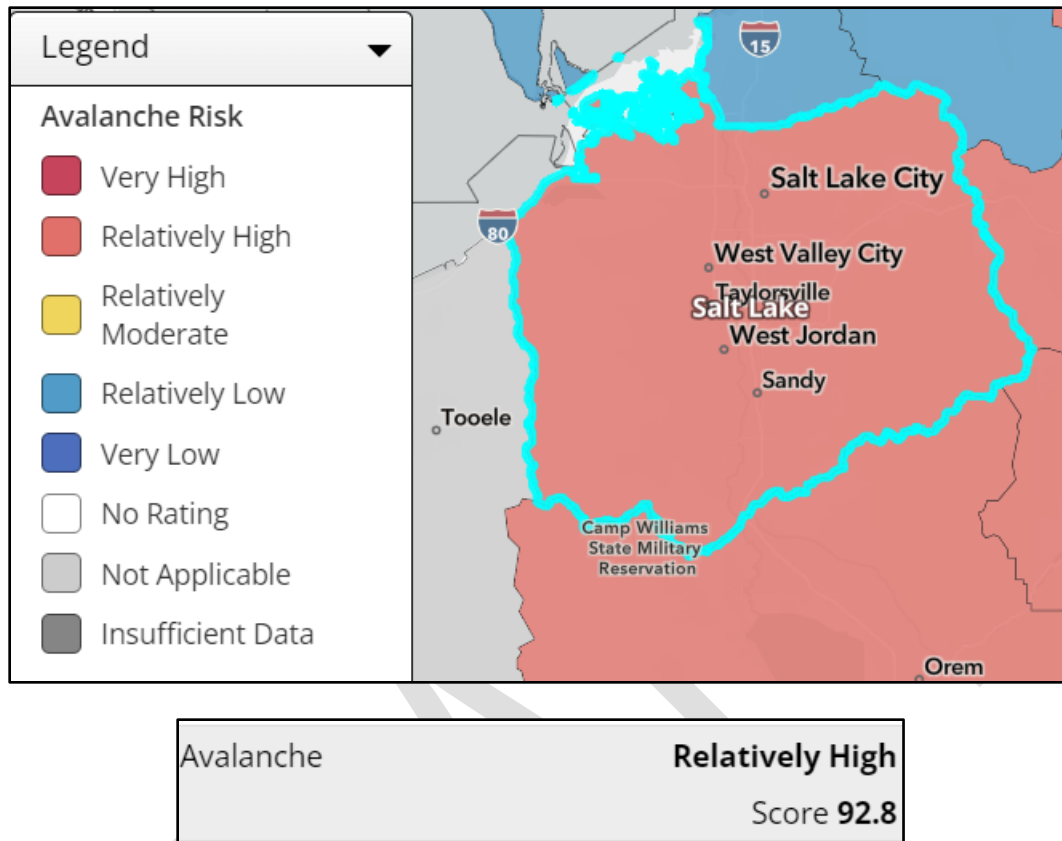 Legend
Avalanche Risk
Very High
Relatively High
Relatively
Moderate
Relatively Low
Very Low
No Rating
Not Applicable
Insufficient Data
15
Salt Lake City
80
West Valley City
Taylorsville
Salt Lake
West Jordan
Sandy
Tooele
Camp Williams
State Military
Reservation
Orem
Avalanche
Relatively High
Score 92.8